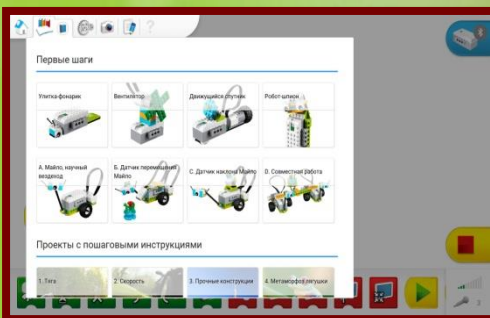 ?
Первые шаги
Улитка-фонарик
Вентилятор
Движущийся спутник
Робот-шпион
А. Майло, научный
вездеход
Б. Датчик перемещения
Майло
С. Датчик наклона Майло
D. Совместная работа
Проекты с пошаговыми инструкциями
1. Тяга
2. Скорость
3. Прочные конструкции
4. Метаморфоз лягушки